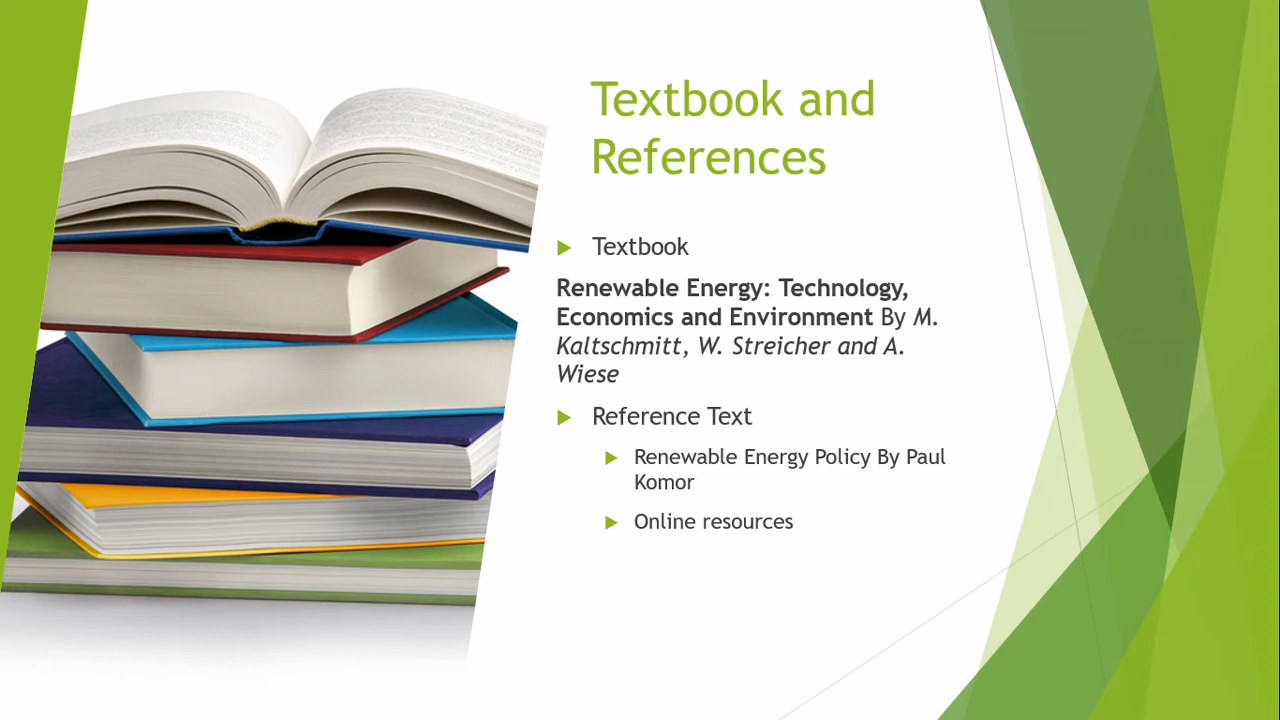 Textbook and
References
Textbook
Renewable Energy: Technology,
Economics and Environment By M.
Kaltschmitt, W. Streicher and A.
Wiese
Reference Text
Renewable Energy Policy By Paul
Komor
Online resources